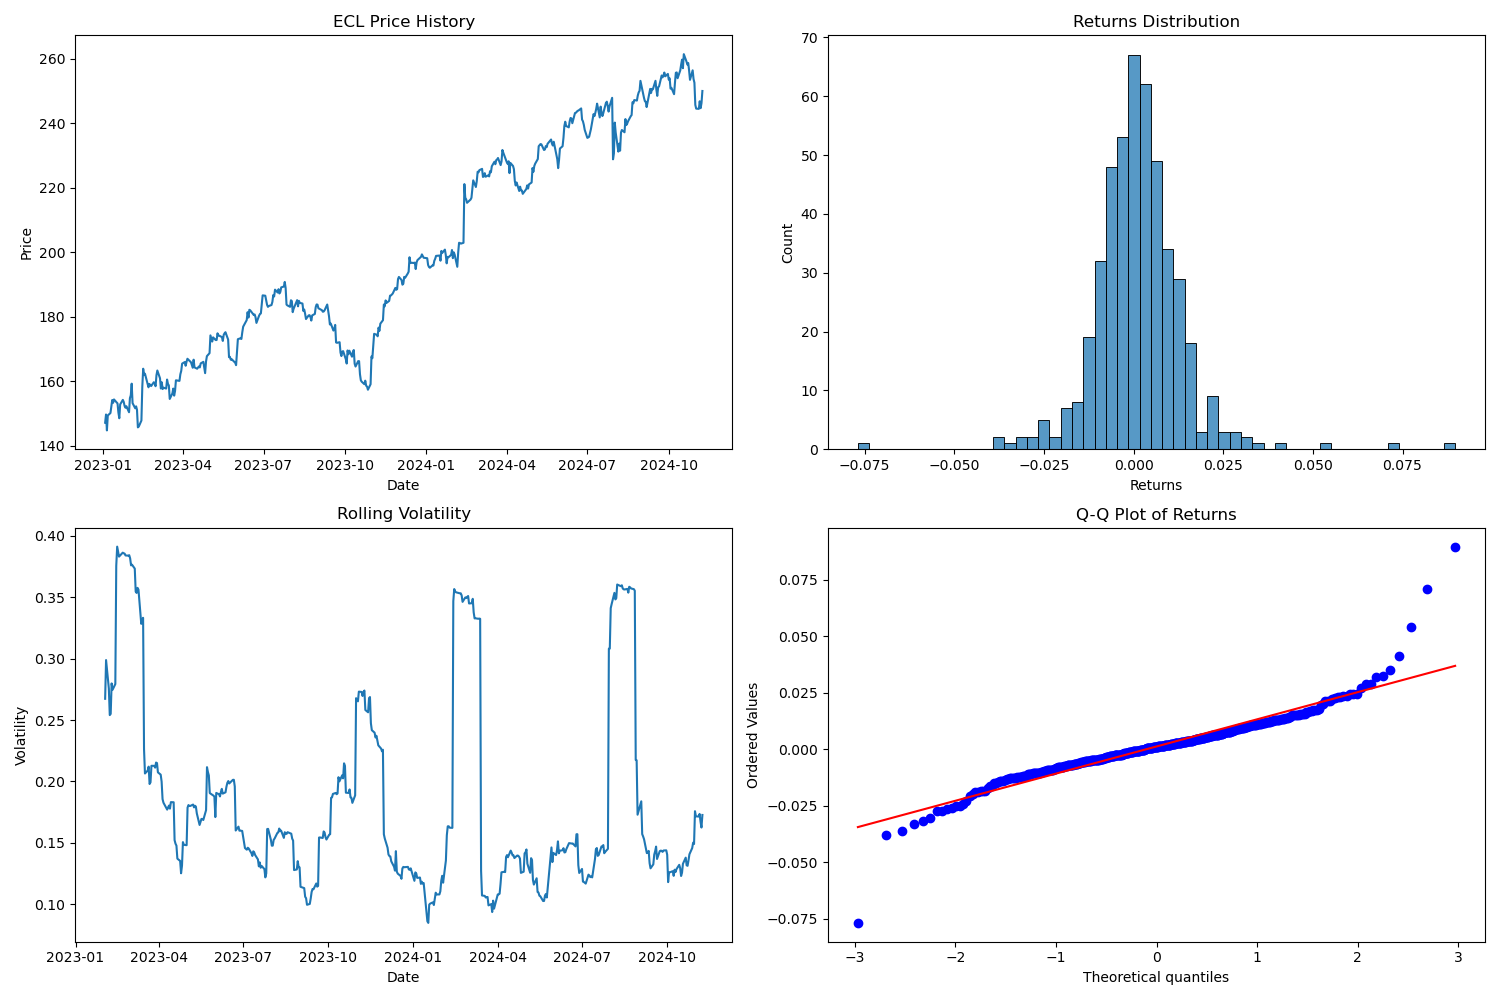 ECL Price History
260
240
220
200
180
160
140
Price
2023-01 2023-04 2023-07 2023-10 2024-01 2024-04 2024-07 2024-10
Date
Returns Distribution
70
60
50
40
30
20
10
0
Count
−0.075 −0.050 −0.025 0.000 0.025 0.050 0.075
Returns
Rolling Volatility
0.40
0.35
0.30
0.25
0.20
0.15
0.10
Volatility
2023-01 2023-04 2023-07 2023-10 2024-01 2024-04 2024-07 2024-10
Date
Q-Q Plot of Returns
0.075
0.050
0.025
0.000
−0.025
−0.050
−0.075
Ordered Values
−3 −2 −1 0 1 2 3
Theoretical quantiles